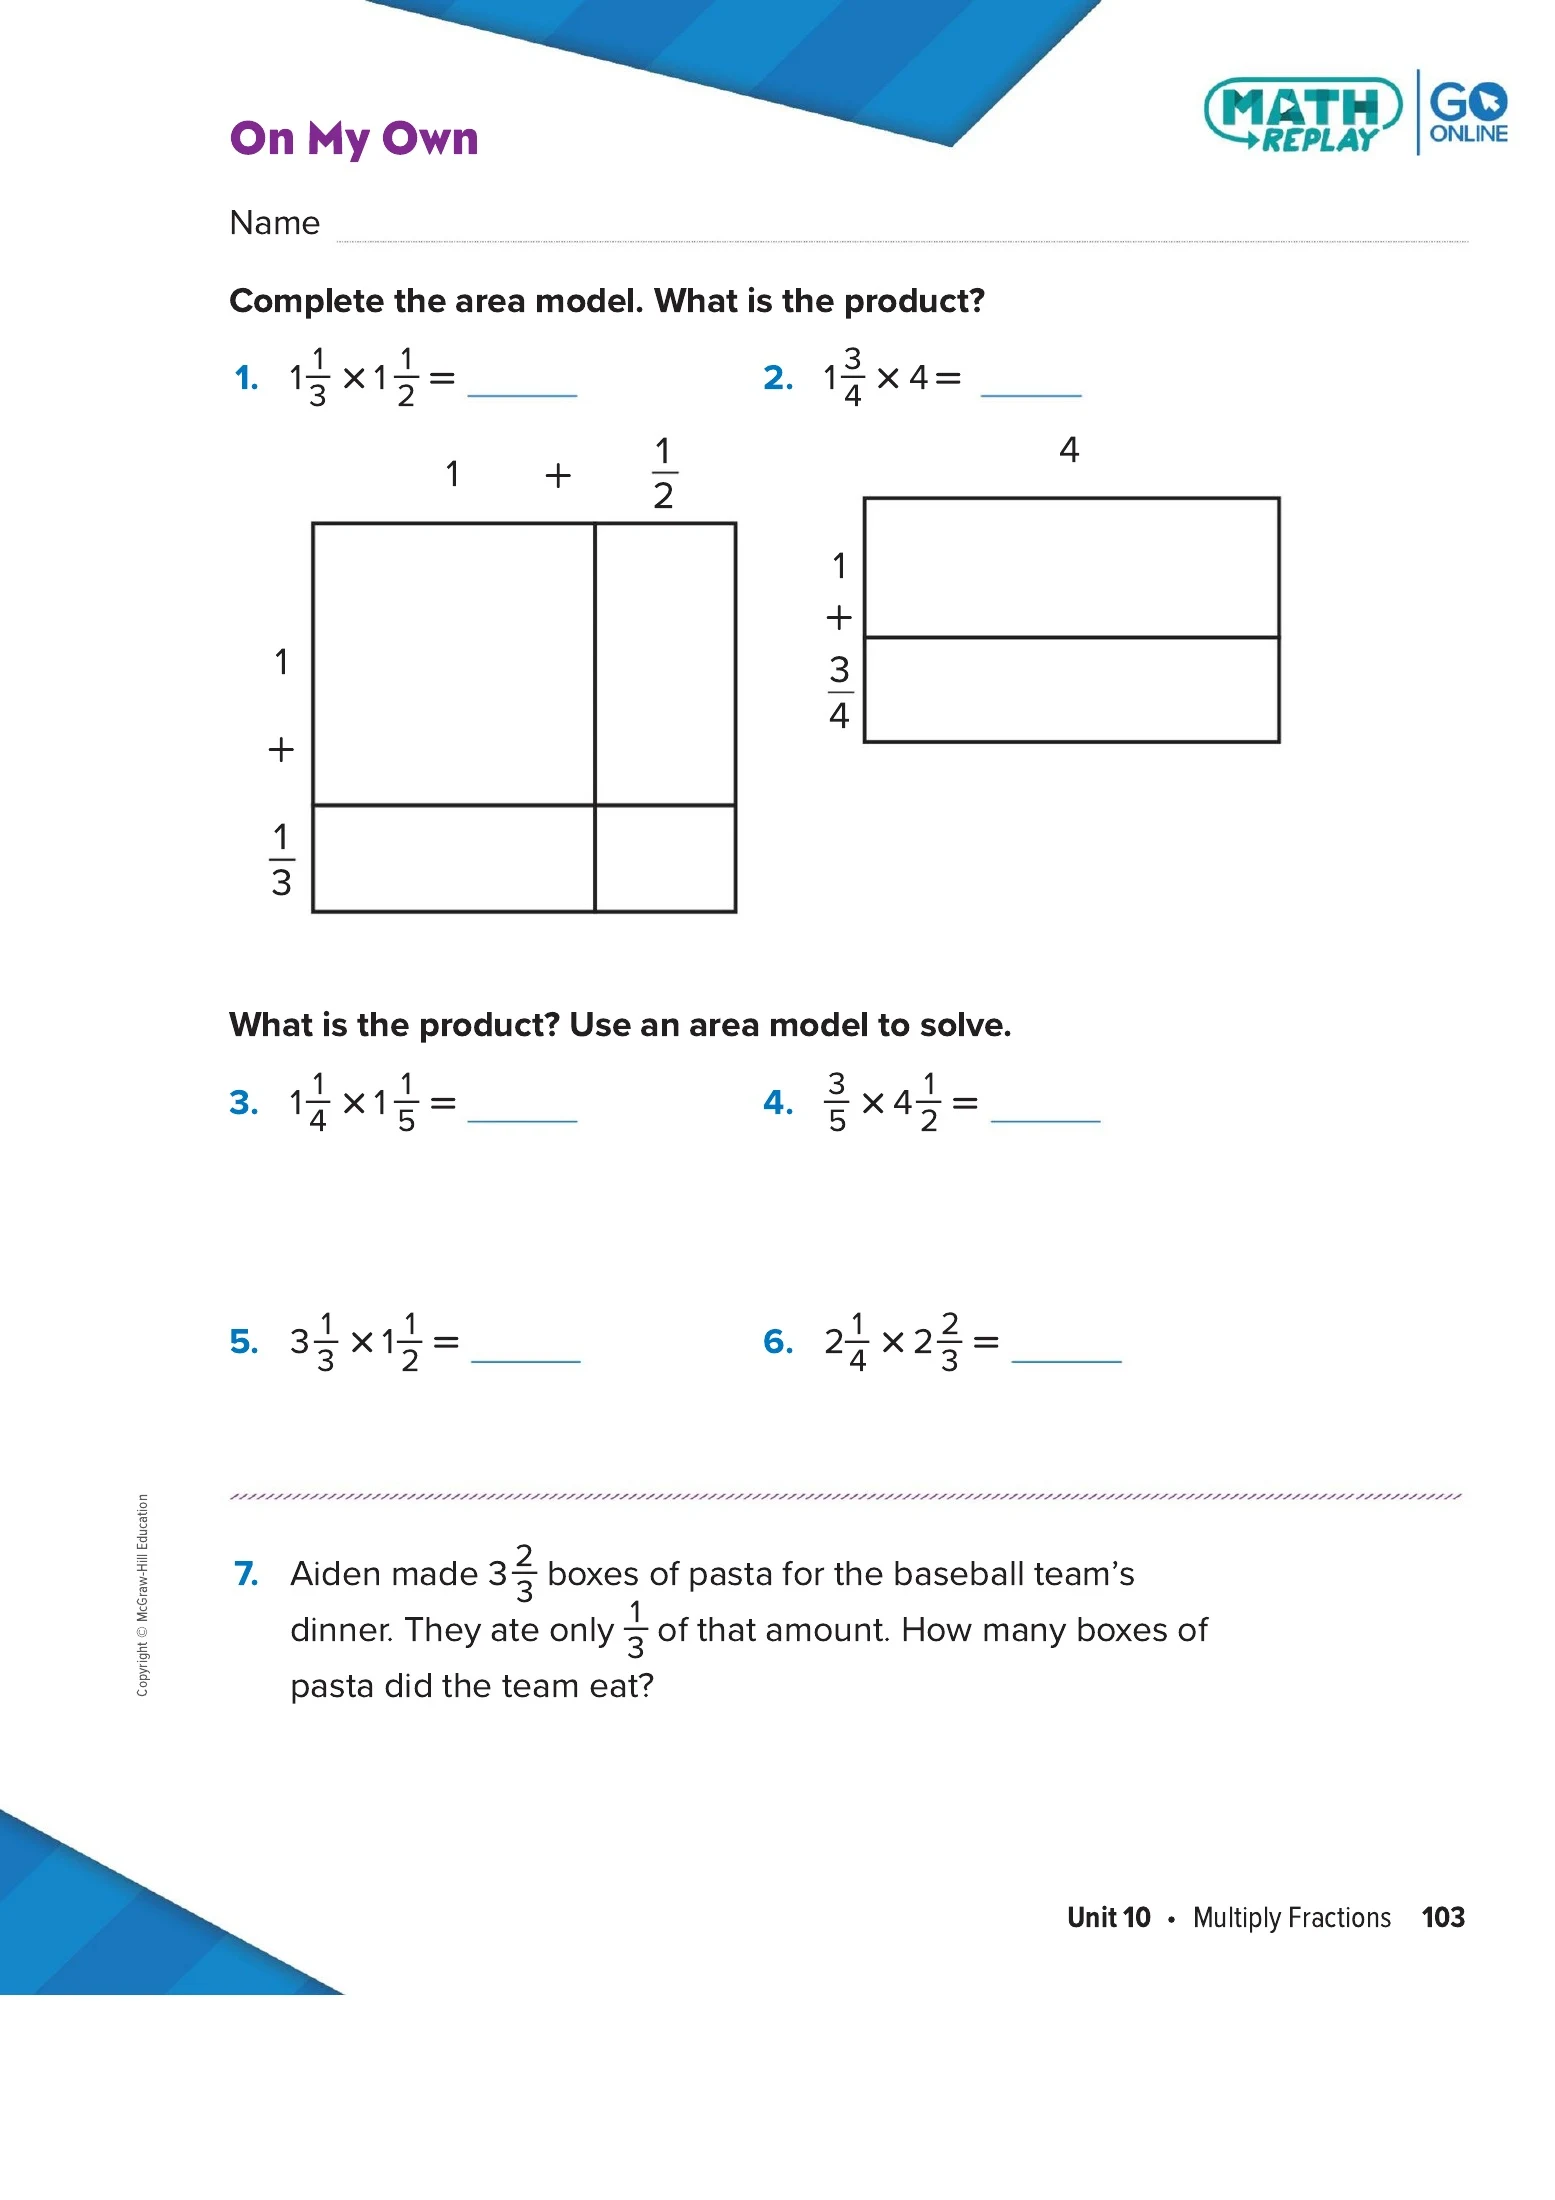 MATH REPLAY GO ONLINE
On My Own
Name
Complete the area model. What is the product?
1. 1 1/3 × 1 1/2 =
2. 1 3/4 × 4 =
1 + 1/2
1
+
1/3
4
1
+
3/4
What is the product? Use an area model to solve.
3. 1 1/4 × 1 1/5 =
4. 3/5 × 4 1/2 =
5. 3 1/3 × 1 1/2 =
6. 2 1/4 × 2 2/3 =
7. Aiden made 3 2/3 boxes of pasta for the baseball team’s
dinner. They ate only 1/3 of that amount. How many boxes of
pasta did the team eat?
Copyright © McGraw-Hill Education
Unit 10 • Multiply Fractions 103